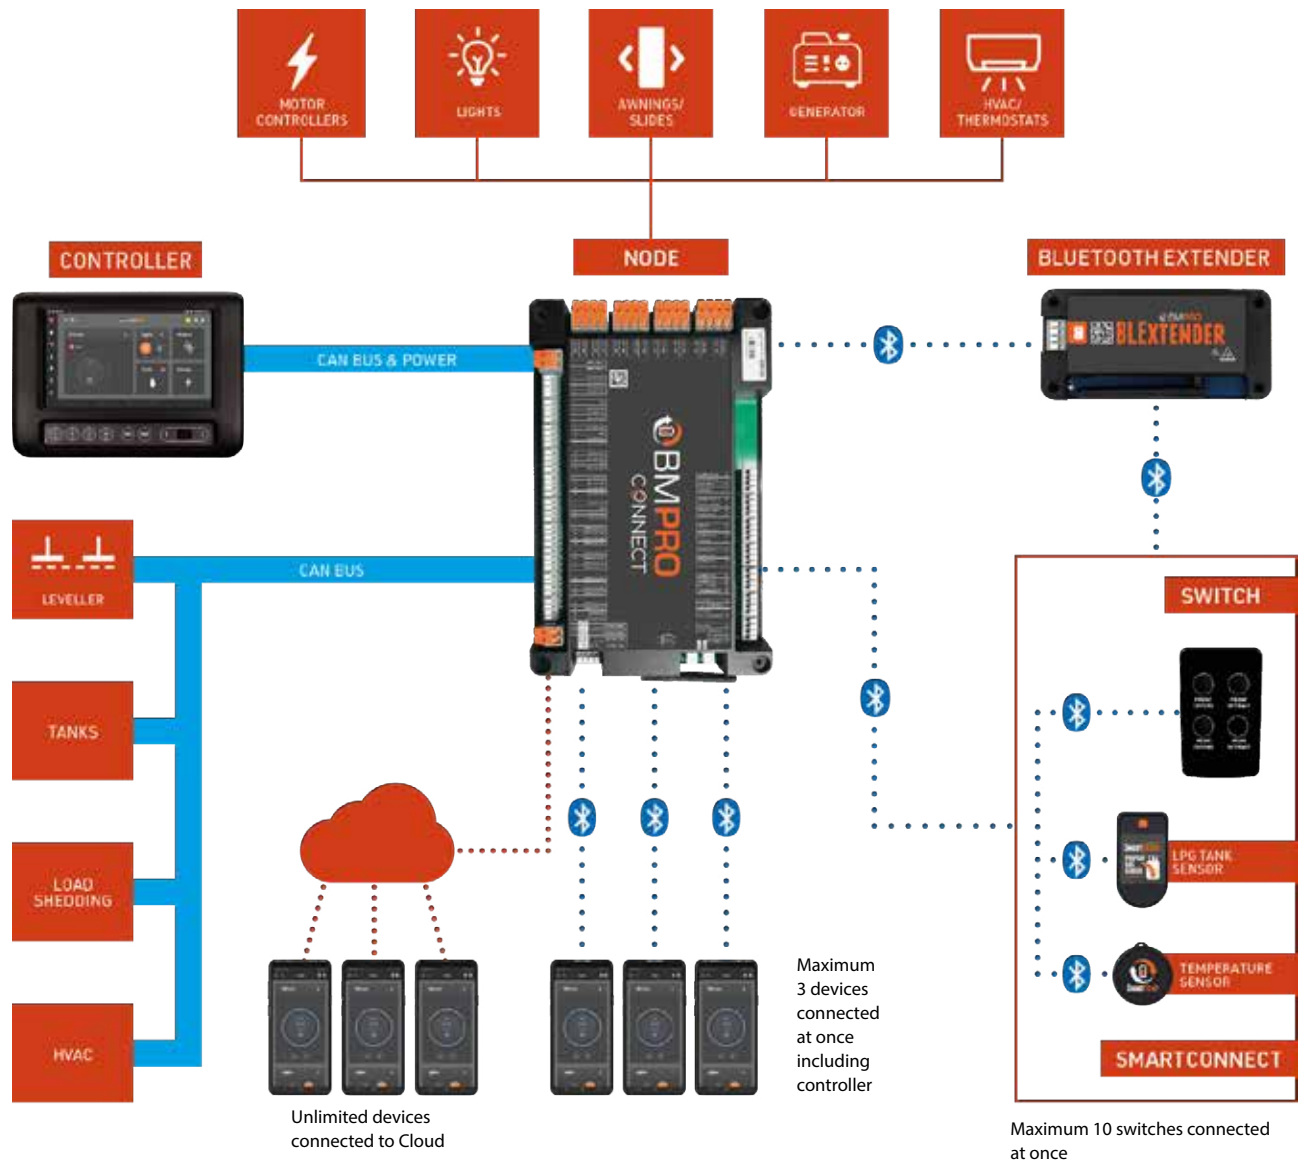 MOTOR
CONTROLLERS
LIGHTS
AWNINGS/
SLIDES
GENERATOR
HVAC/
THERMOSTATS
CONTROLLER
NODE
BLUETOOTH EXTENDER
BLEXTENDER
CAN BUS & POWER
BMPRO
CONNECT
LEVELLER
CAN BUS
SWITCH
TANKS
LPG TANK
SENSOR
LOAD
SHEDDING
TEMPERATURE
SENSOR
HVAC
SMARTCONNECT
Maximum
3 devices
connected
at once
including
controller
Unlimited devices
connected to Cloud
Maximum 10 switches connected
at once